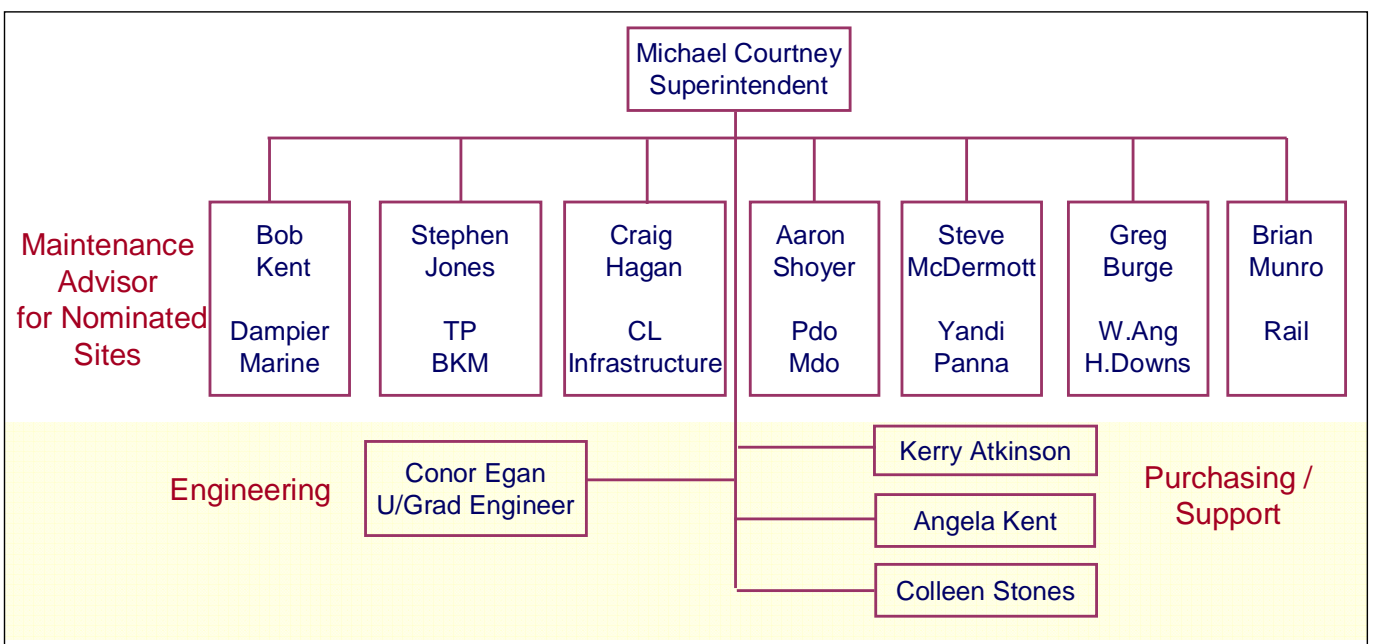 Michael Courtney
Superintendent
Maintenance
Advisor
for Nominated
Sites
Bob
Kent
Dampier
Marine
Stephen
Jones
TP
BKM
Craig
Hagan
CL
Infrastructure
Aaron
Shoyer
Pdo
Mdo
Steve
McDermott
Yandi
Panna
Greg
Burge
W.Ang
H.Downs
Brian
Munro
Rail
Engineering
Conor Egan
U/Grad Engineer
Kerry Atkinson
Angela Kent
Colleen Stones
Purchasing /
Support